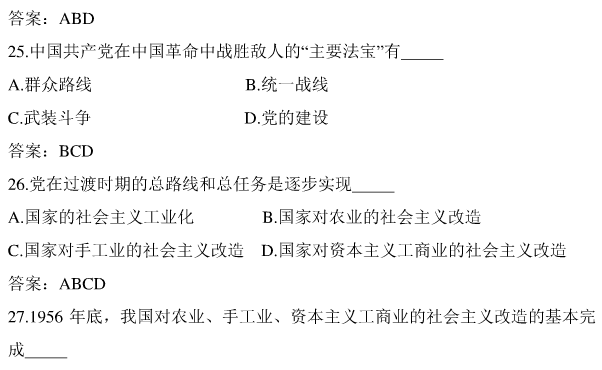 答案：ABD
25.中国共产党在中国革命中战胜敌人的“主要法宝”有_____
A.群众路线 B.统一战线
C.武装斗争 D.党的建设
答案：BCD
26.党在过渡时期的总路线和总任务是逐步实现_____
A.国家的社会主义工业化 B.国家对农业的社会主义改造
C.国家对手工业的社会主义改造 D.国家对资本主义工商业的社会主义改造
答案：ABCD
27.1956 年底，我国对农业、手工业、资本主义工商业的社会主义改造的基本完
成_____